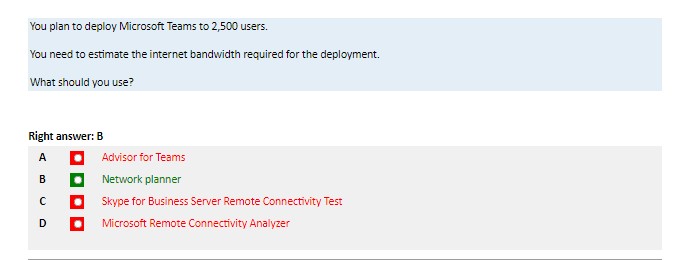 You plan to deploy Microsoft Teams to 2,500 users.
You need to estimate the internet bandwidth required for the deployment.
What should you use?
Right answer: B
A Advisor for Teams
B Network planner
C Skype for Business Server Remote Connectivity Test
D Microsoft Remote Connectivity Analyzer